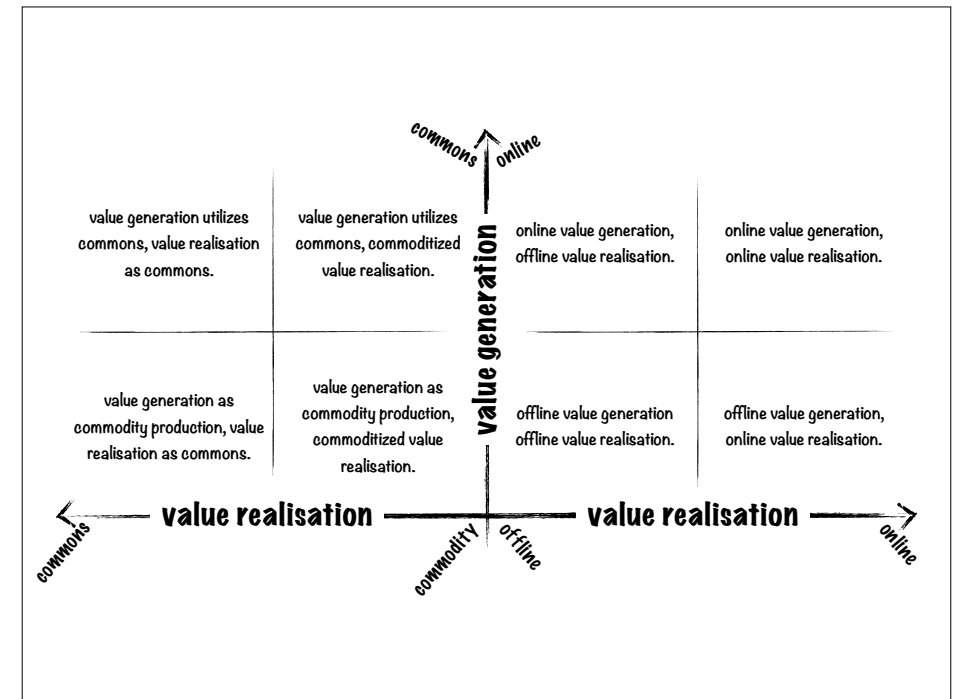 commons
online
value generation utilizes
commons, value realisation
as commons.
value generation utilizes
commons, commoditized
value realisation.
value generation
online value generation,
offline value realisation.
online value generation,
online value realisation.
value generation as
commodity production, value
realisation as commons.
value generation as
commodity production,
commoditized value
realisation.
offline value generation
offline value realisation.
offline value generation,
online value realisation.
value realisation
value realisation
commons
commodity
offline
online